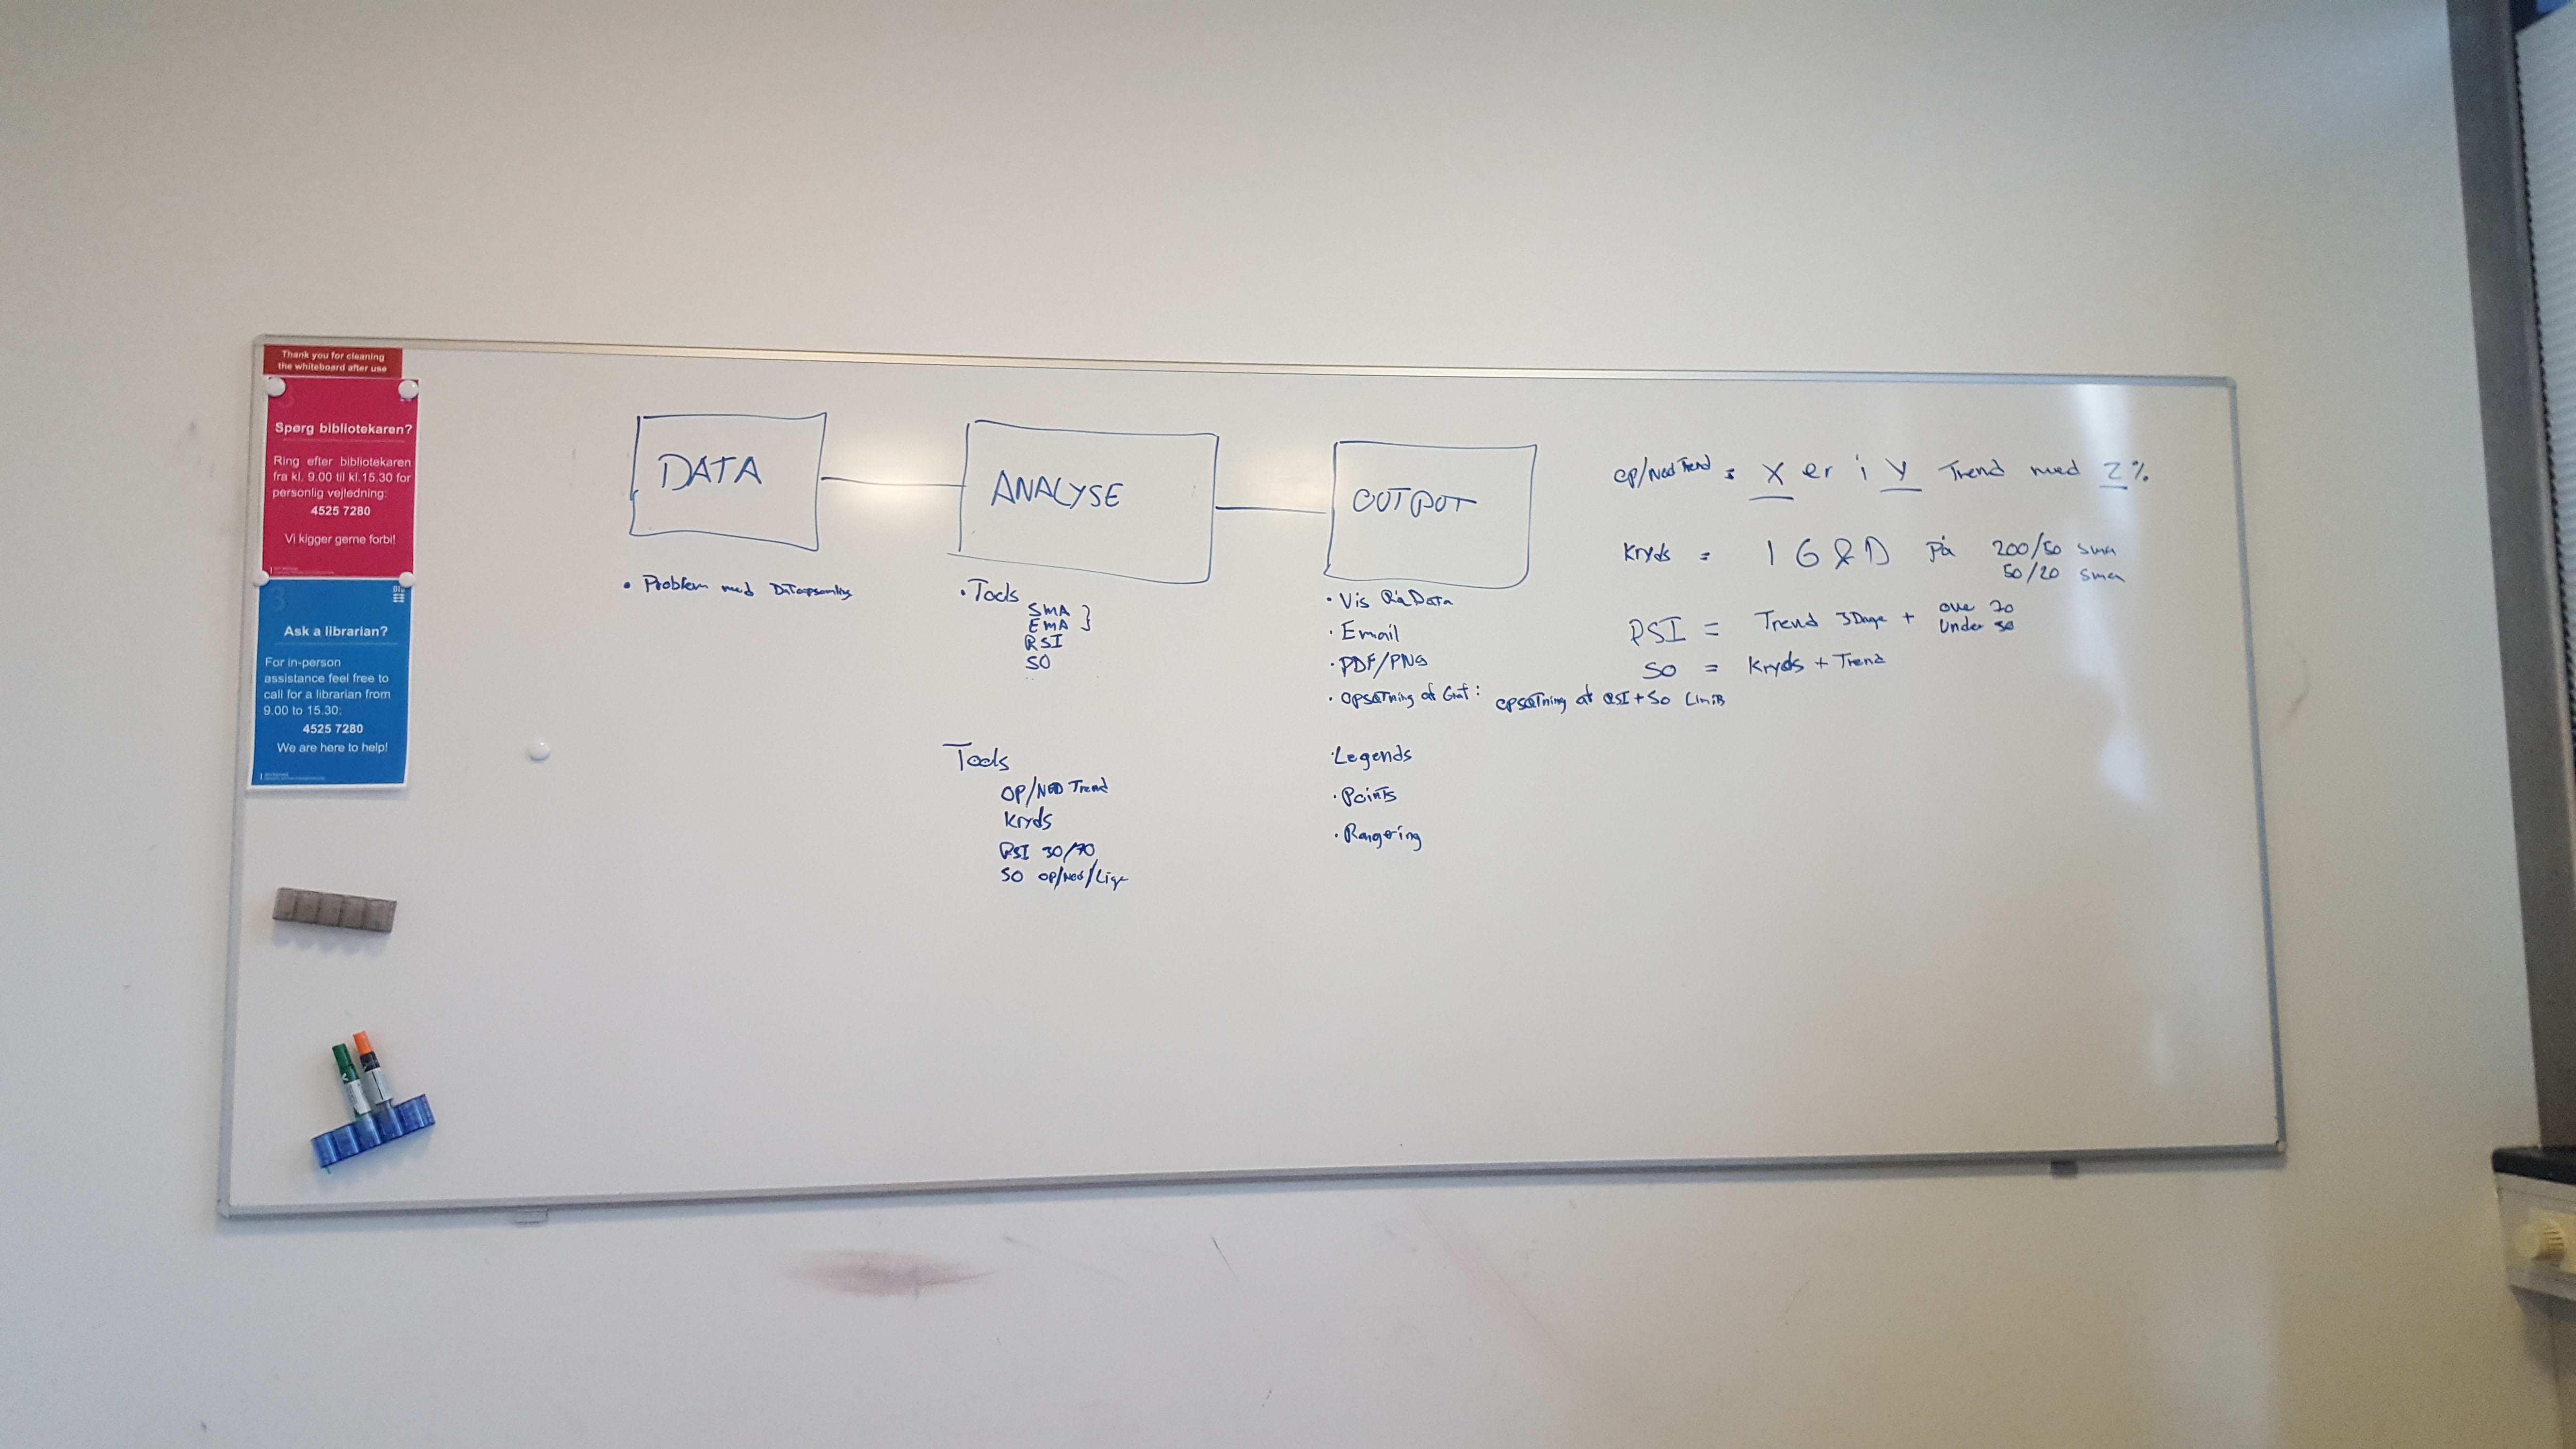 Thank you for cleaning
the whiteboard after use
Spørg bibliotekaren?
Ring efter bibliotekaren
fra kl. 9.00 til kl.15.30 for
personlig vejledning:
4525 7280
Vi kigger gerne forbi!
Ask a librarian?
For in-person
assistance feel free to
call for a librarian from
9.00 to 15.30:
4525 7280
We are here to help!
DATA
• Problem med
ANALYSE
• Tools
SMA }
EMA
RSI
SO
Tools
OP/NED Trend
Kryds
RSI 30/70
SO op/Ned/Lige
OUTPUT
• Vis Rå Data
• Email
• PDF/PNG
• Opsætning af Graf: opsætning af RSI + SO Limits
• Legends
• Points
• Rangering
op/Ned Trend = X er i Y Trend med Z %
Kryds = I G & D på 200/50 sma
50/20 sma
RSI = Trend 3 Dage + over 70
Under 30
SO = Kryds + Trend